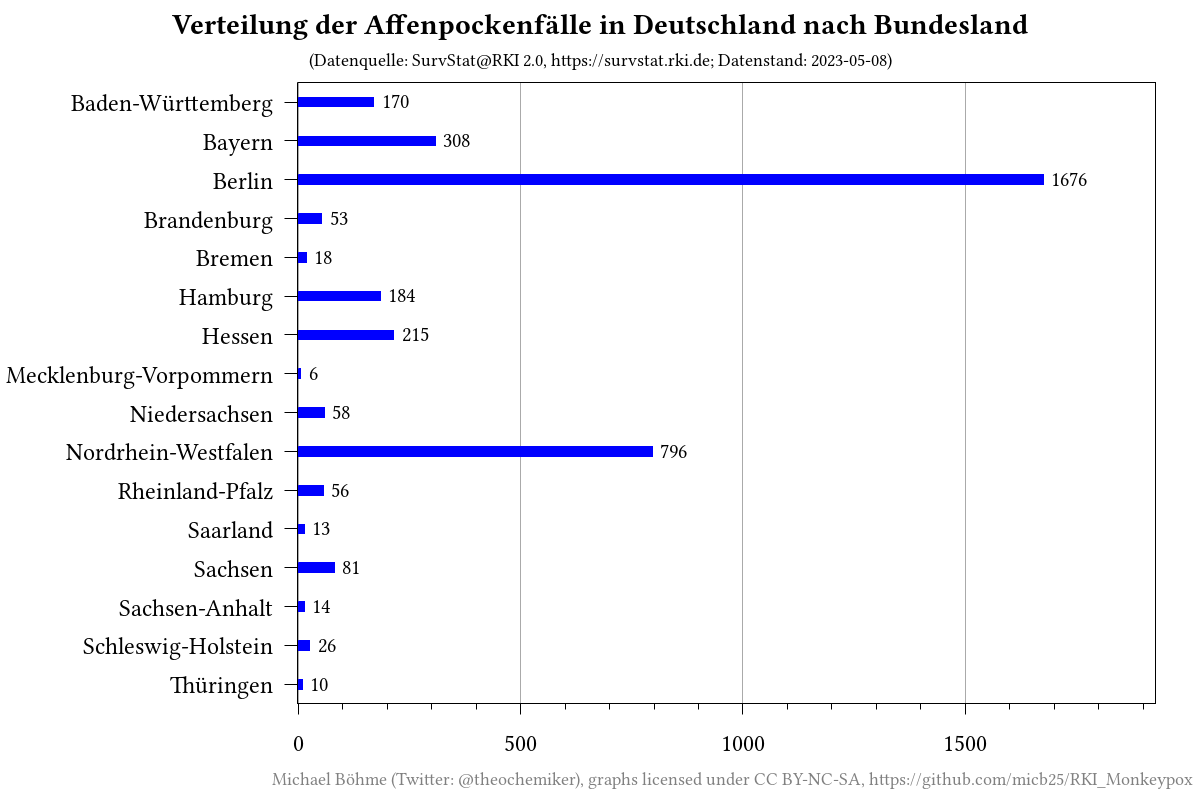 Verteilung der Affenpockenfälle in Deutschland nach Bundesland
(Datenquelle: SurvStat@RKI 2.0, https://survstat.rki.de; Datenstand: 2023-05-08)
Baden-Württemberg 170
Bayern 308
Berlin 1676
Brandenburg 53
Bremen 18
Hamburg 184
Hessen 215
Mecklenburg-Vorpommern 6
Niedersachsen 58
Nordrhein-Westfalen 796
Rheinland-Pfalz 56
Saarland 13
Sachsen 81
Sachsen-Anhalt 14
Schleswig-Holstein 26
Thüringen 10
0 500 1000 1500
Michael Böhme (Twitter: @theochemiker), graphs licensed under CC BY-NC-SA, https://github.com/micb25/RKI_Monkeypox